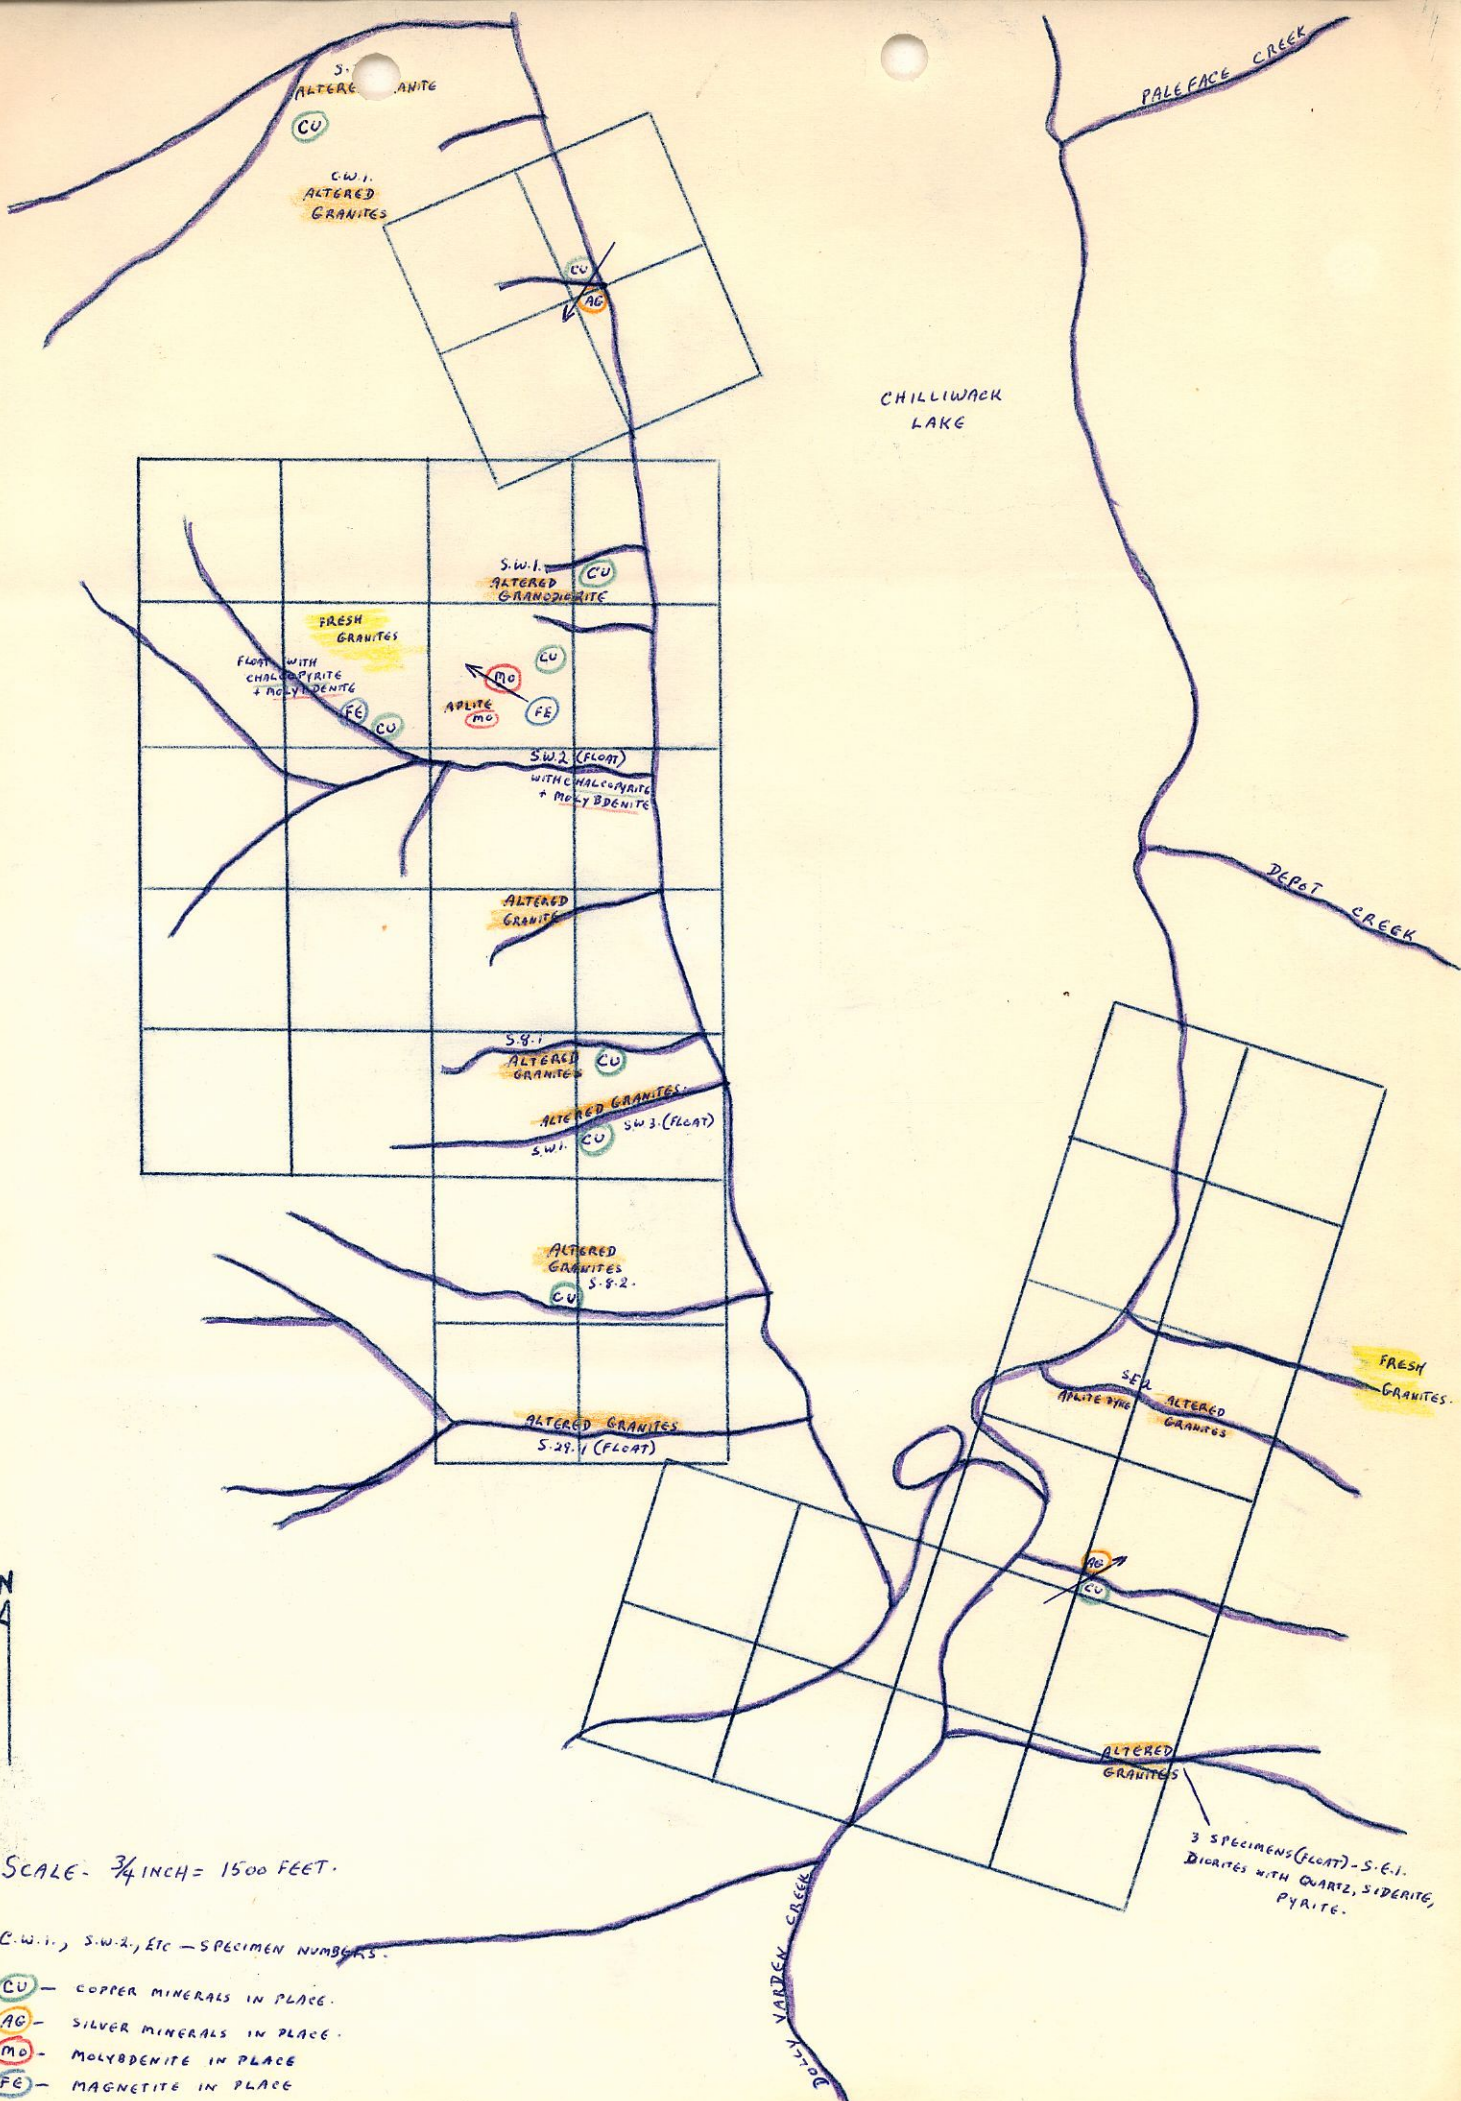 PALEFACE CREEK
S.
ALTERE ANITE
CU
C.W.1.
ALTERED
GRANITES
CU
AG
CHILLIWACK
LAKE
S.W.1.
ALTERED
GRANODIORITE
CU
FRESH
GRANITES
FLOAT WITH
CHALCOPYRITE
+ MOLYBDENITE
FE
CU
CU
MO
APLITE
MO
FE
S.W.2 (FLOAT)
WITH CHALCOPYRITE
+ MOLYBDENITE
DEPOT
CREEK
ALTERED
GRANITE
S.8.1
ALTERED
GRANITES
CU
ALTERED GRANITES.
S.W.3.(FLOAT)
S.W.1.
CU
ALTERED
GRANITES
S.8.2.
CU
FRESH
GRANITES.
SE2
APLITE DYKE
ALTERED
GRANITES
ALTERED GRANITES
S.29.1 (FLOAT)
AG
CU
N
ALTERED
GRANITES
3 SPECIMENS(FLOAT)-S.E.1.
DIORITES WITH QUARTZ, SIDERITE,
PYRITE.
DOLLY VARDEN CREEK
SCALE- 3/4 INCH = 1500 FEET.
C.W.1., S.W.2., ETC - SPECIMEN NUMBERS.
CU - COPPER MINERALS IN PLACE.
AG - SILVER MINERALS IN PLACE.
MO - MOLYBDENITE IN PLACE
FE - MAGNETITE IN PLACE